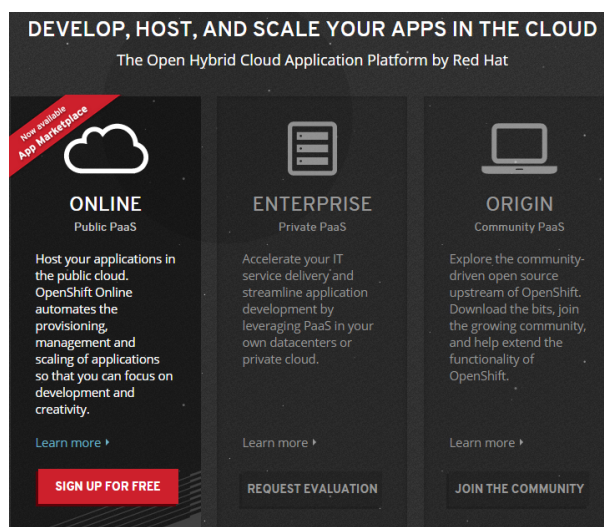 DEVELOP, HOST, AND SCALE YOUR APPS IN THE CLOUD
The Open Hybrid Cloud Application Platform by Red Hat
Now available
App Marketplace
ONLINE
Public PaaS
Host your applications in
the public cloud.
OpenShift Online
automates the
provisioning,
management and
scaling of applications
so that you can focus on
development and
creativity.
Learn more
SIGN UP FOR FREE
ENTERPRISE
Private PaaS
Accelerate your IT
service delivery and
streamline application
development by
leveraging PaaS in your
own datacenters or
private cloud.
Learn more
REQUEST EVALUATION
ORIGIN
Community PaaS
Explore the community-
driven open source
upstream of OpenShift.
Download the bits, join
the growing community,
and help extend the
functionality of
OpenShift.
Learn more
JOIN THE COMMUNITY